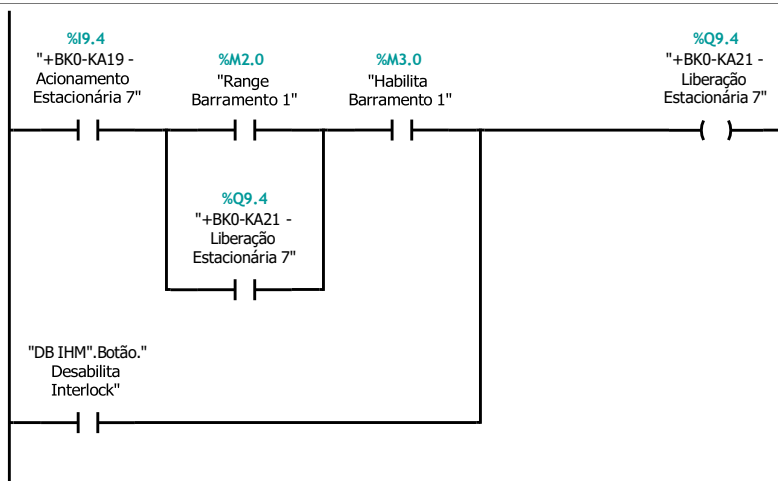 %I9.4
"+BK0-KA19 -
Acionamento
Estacionária 7"
%M2.0
"Range
Barramento 1"
%M3.0
"Habilita
Barramento 1"
%Q9.4
"+BK0-KA21 -
Liberação
Estacionária 7"
%Q9.4
"+BK0-KA21 -
Liberação
Estacionária 7"
"DB IHM".Botão."
Desabilita
Interlock"